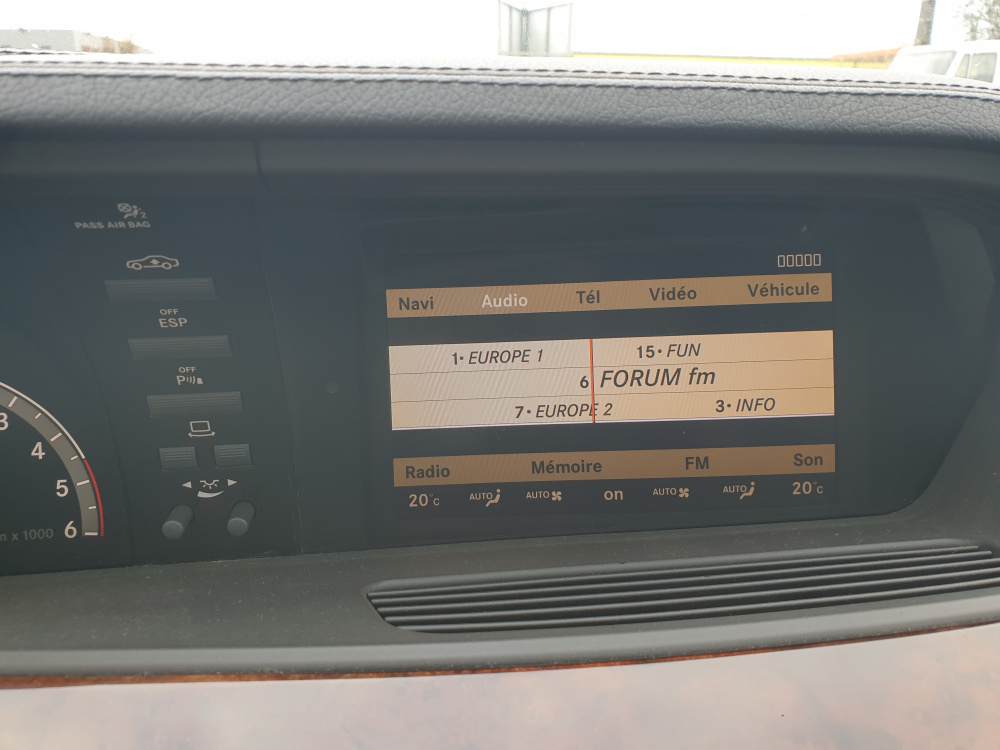 PASS AIR BAG
OFF
ESP
OFF
P
3
4
5
6
n x 1000
Navi Audio Tél Vidéo Véhicule
1• EUROPE 1 15• FUN
6 FORUM fm
7• EUROPE 2 3• INFO
Radio Mémoire FM Son
20°C AUTO AUTO on AUTO AUTO 20°C